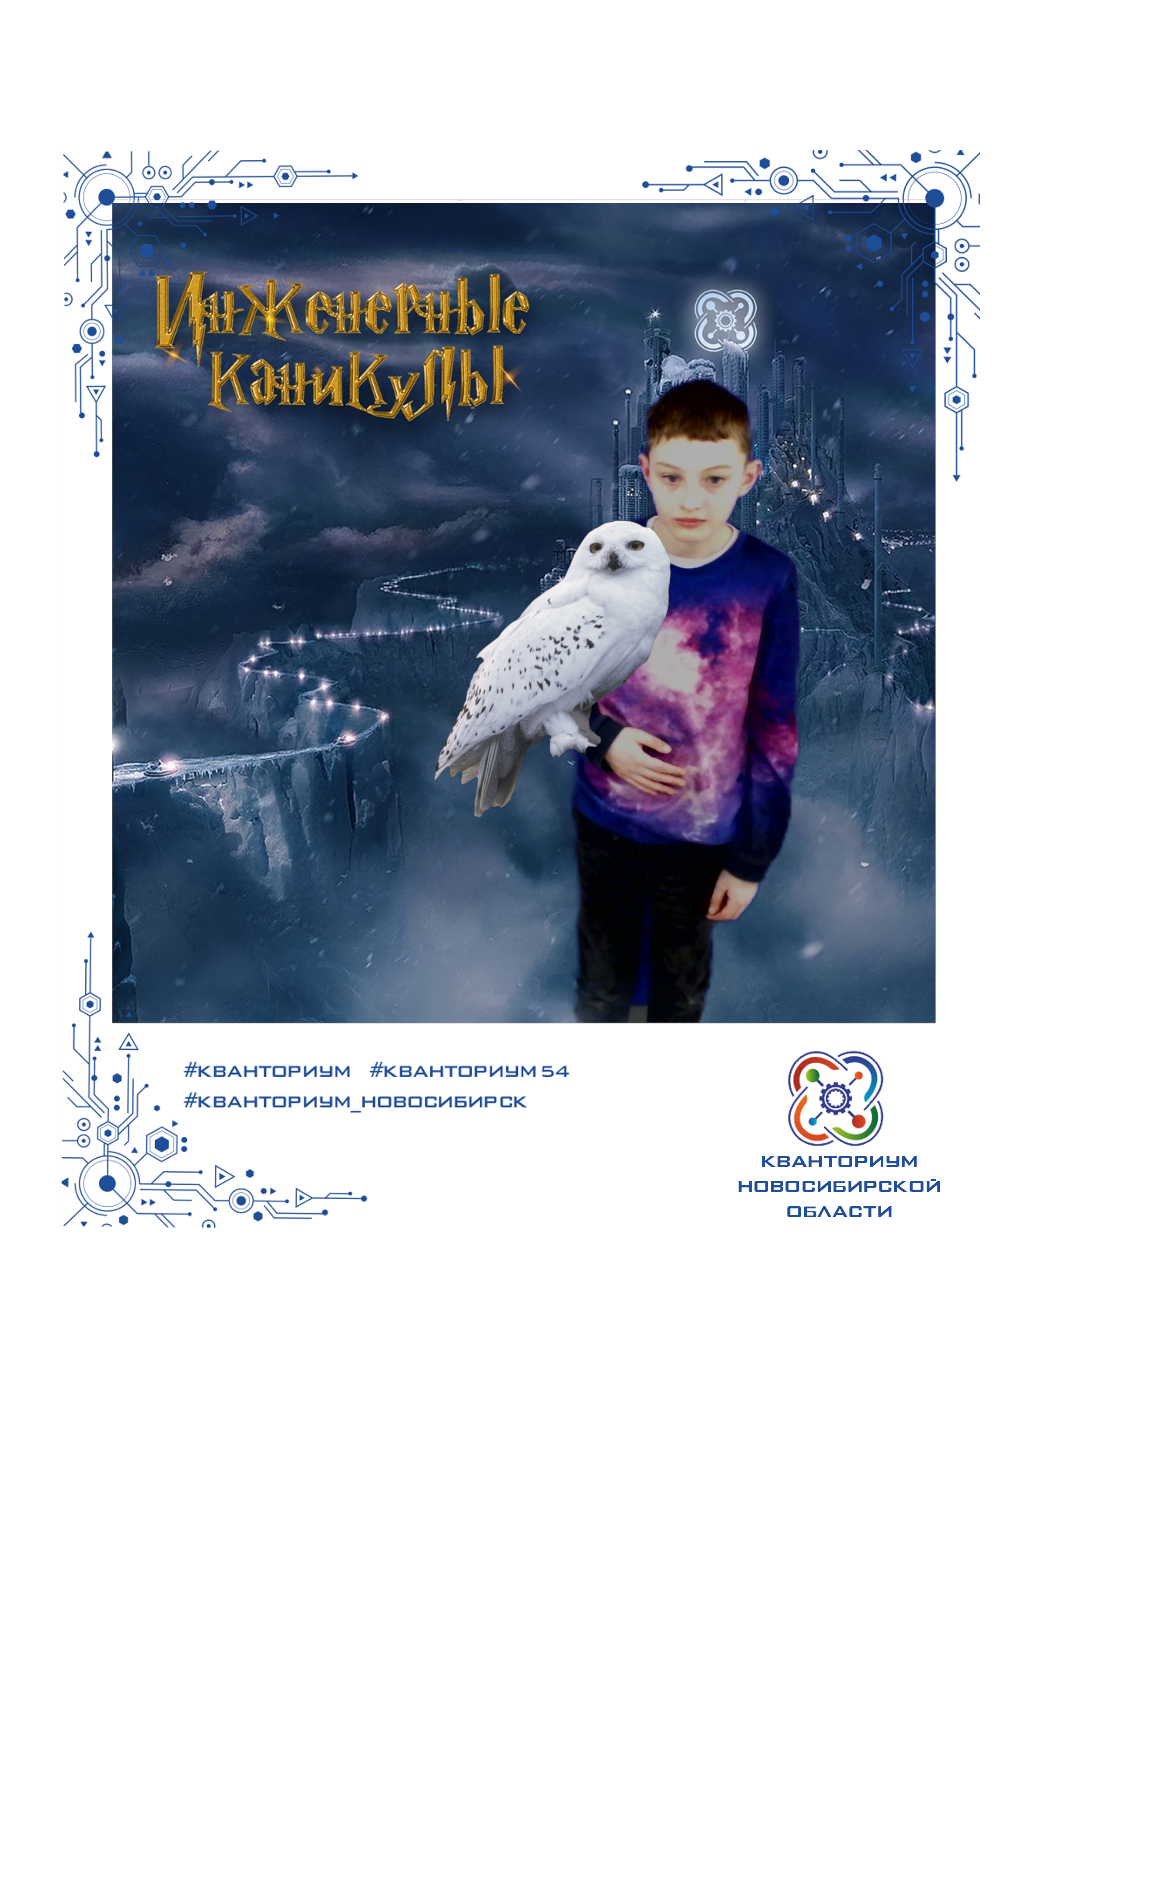 Инженерные
каникулы
#КВАНТОРИУМ #КВАНТОРИУМ54
#КВАНТОРИУМ_НОВОСИБИРСК
КВАНТОРИУМ
НОВОСИБИРСКОЙ
ОБЛАСТИ